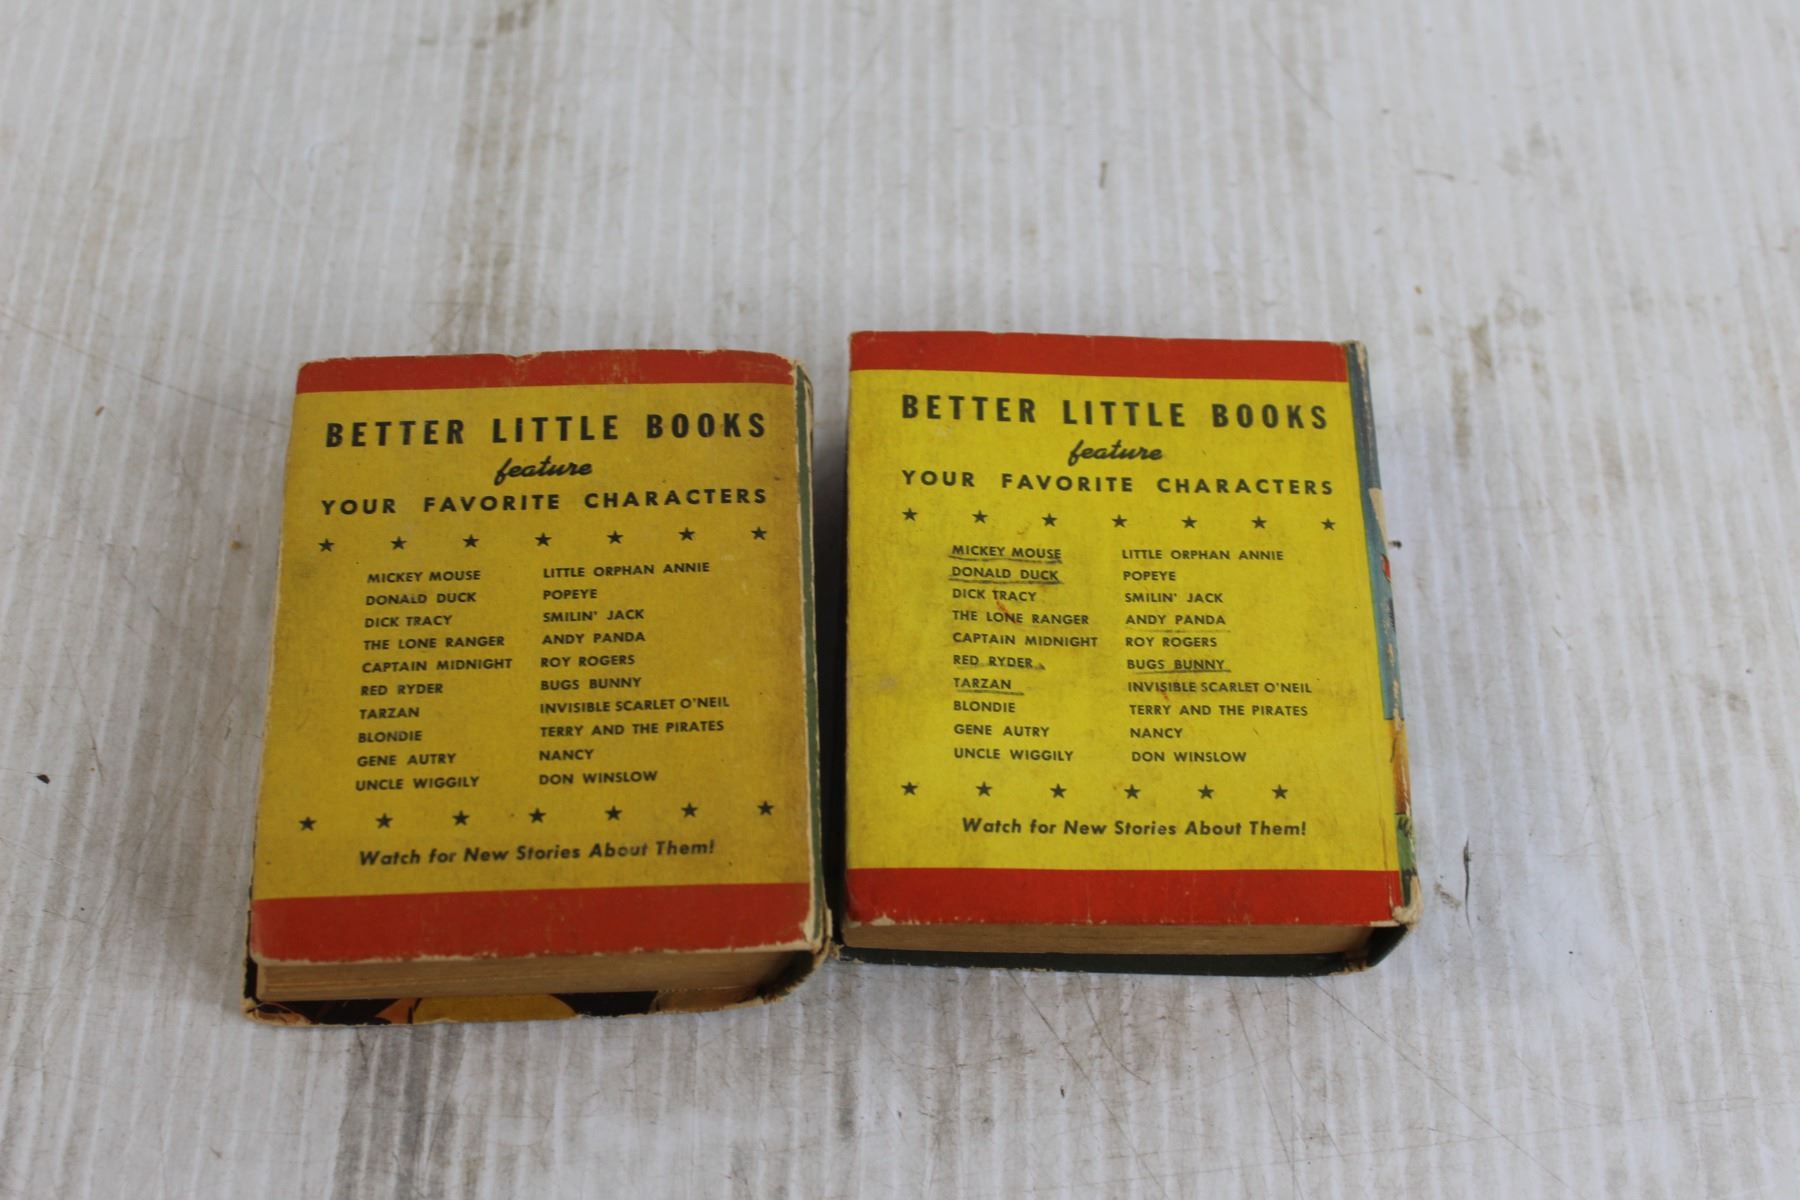 BETTER LITTLE BOOKS
feature
YOUR FAVORITE CHARACTERS
MICKEY MOUSE
DONALD DUCK
DICK TRACY
THE LONE RANGER
CAPTAIN MIDNIGHT
RED RYDER
TARZAN
BLONDIE
GENE AUTRY
UNCLE WIGGILY
LITTLE ORPHAN ANNIE
POPEYE
SMILIN' JACK
ANDY PANDA
ROY ROGERS
BUGS BUNNY
INVISIBLE SCARLET O'NEIL
TERRY AND THE PIRATES
NANCY
DON WINSLOW
Watch for New Stories About Them!
BETTER LITTLE BOOKS
feature
YOUR FAVORITE CHARACTERS
MICKEY MOUSE
DONALD DUCK
DICK TRACY
THE LONE RANGER
CAPTAIN MIDNIGHT
RED RYDER
TARZAN
BLONDIE
GENE AUTRY
UNCLE WIGGILY
LITTLE ORPHAN ANNIE
POPEYE
SMILIN' JACK
ANDY PANDA
ROY ROGERS
BUGS BUNNY
INVISIBLE SCARLET O'NEIL
TERRY AND THE PIRATES
NANCY
DON WINSLOW
Watch for New Stories About Them!